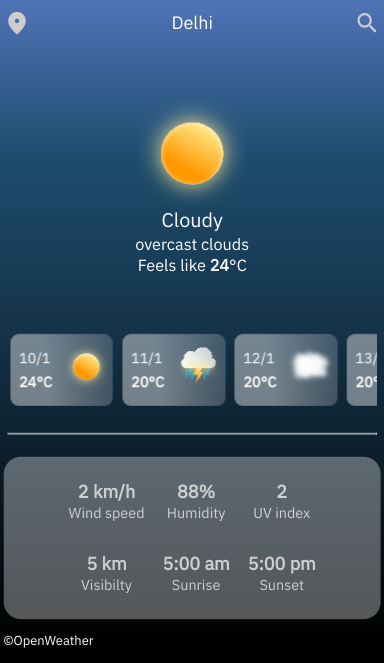 Delhi
Cloudy
overcast clouds
Feels like 24°C
10/1
24°C
11/1
20°C
12/1
20°C
13/
20°
2 km/h
Wind speed
88%
Humidity
2
UV index
5 km
Visibilty
5:00 am
Sunrise
5:00 pm
Sunset
©OpenWeather